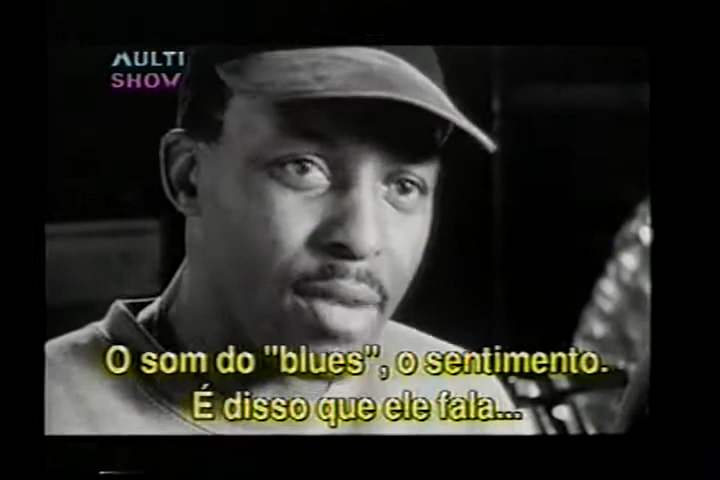 MULTI
SHOW
O som do "blues", o sentimento.
É disso que ele fala...